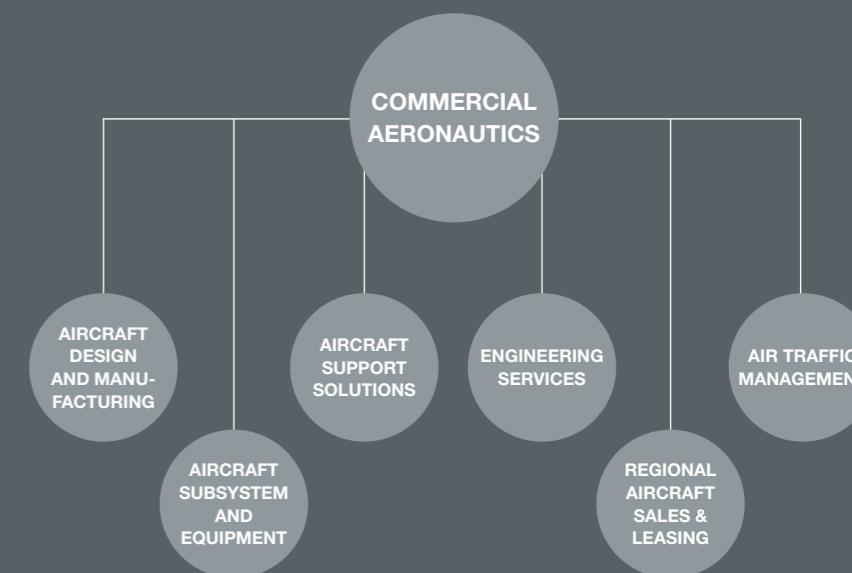 COMMERCIAL
AERONAUTICS
AIRCRAFT
DESIGN
AND MANU-
FACTURING
AIRCRAFT
SUPPORT
SOLUTIONS
ENGINEERING
SERVICES
AIR TRAFFIC
MANAGEMEN
AIRCRAFT
SUBSYSTEM
AND
EQUIPMENT
REGIONAL
AIRCRAFT
SALES &
LEASING